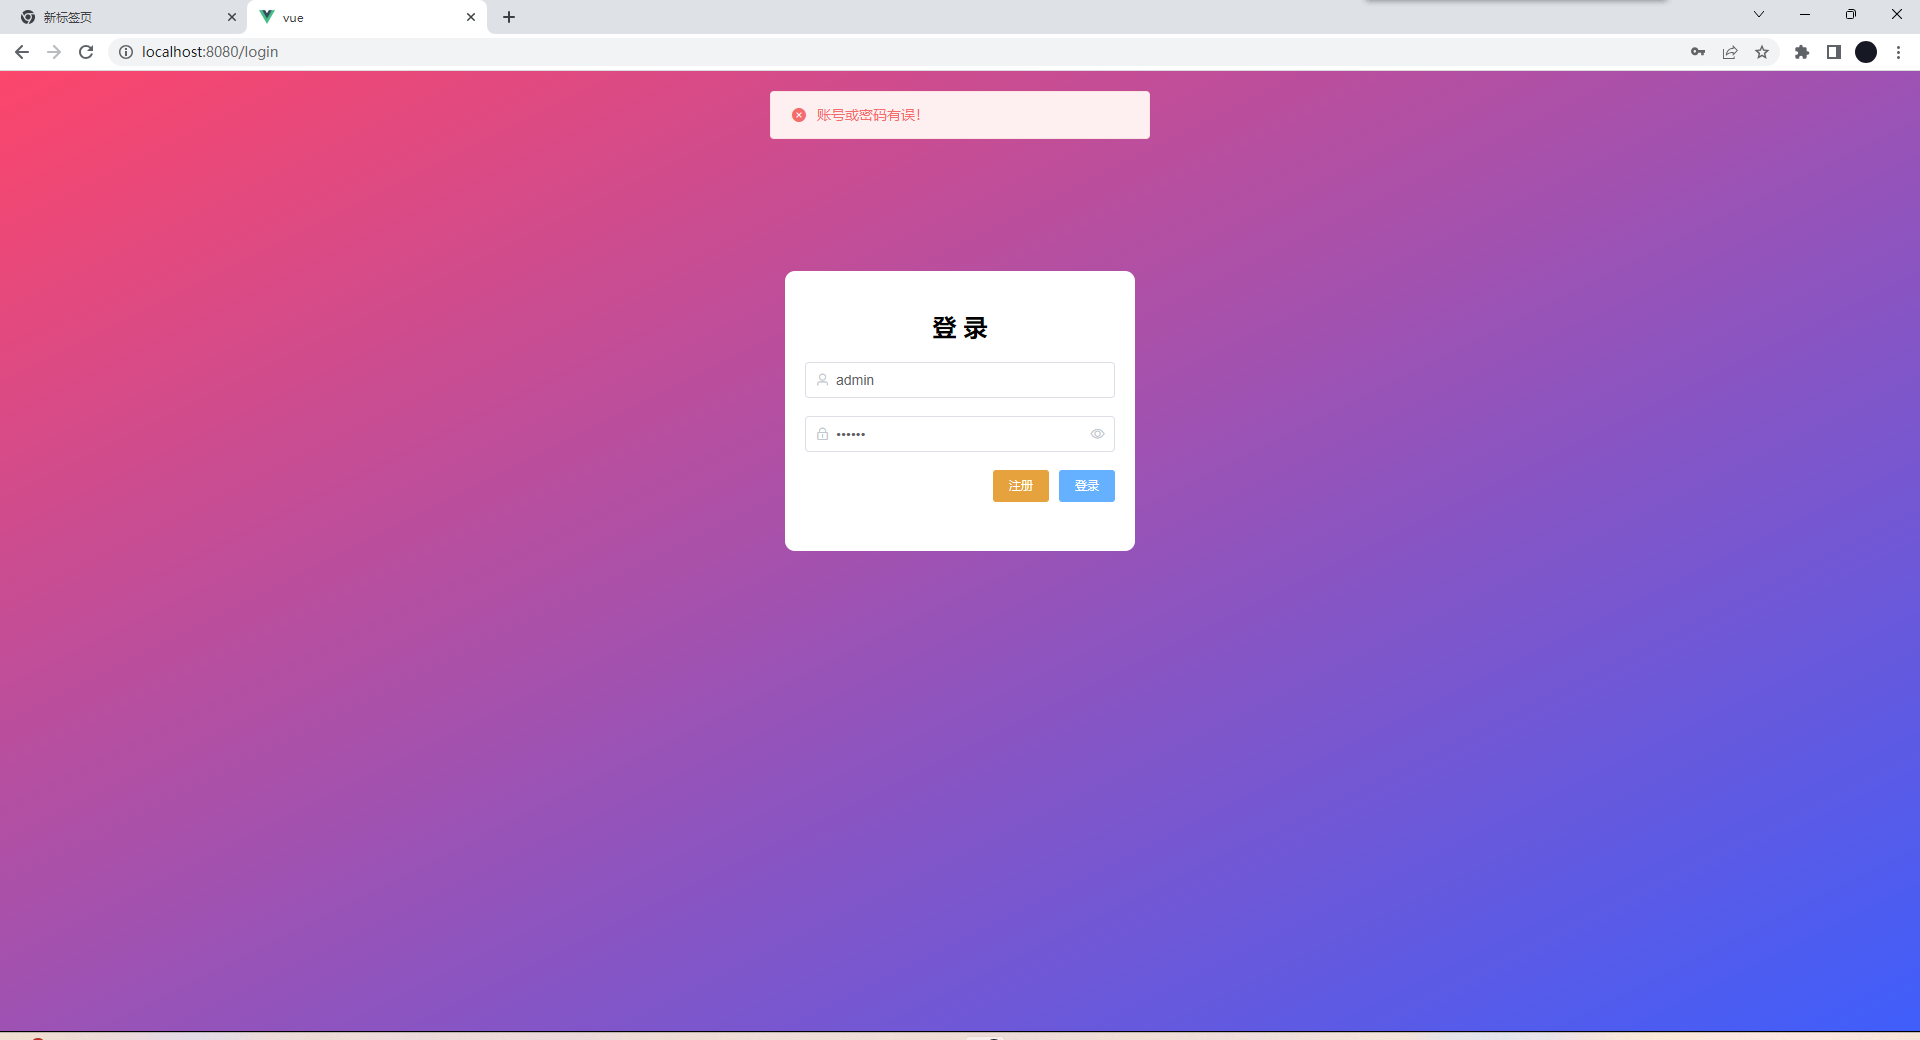 新标签页
vue
localhost:8080/login
账号或密码有误!
登 录
admin
••••••
注册
登录